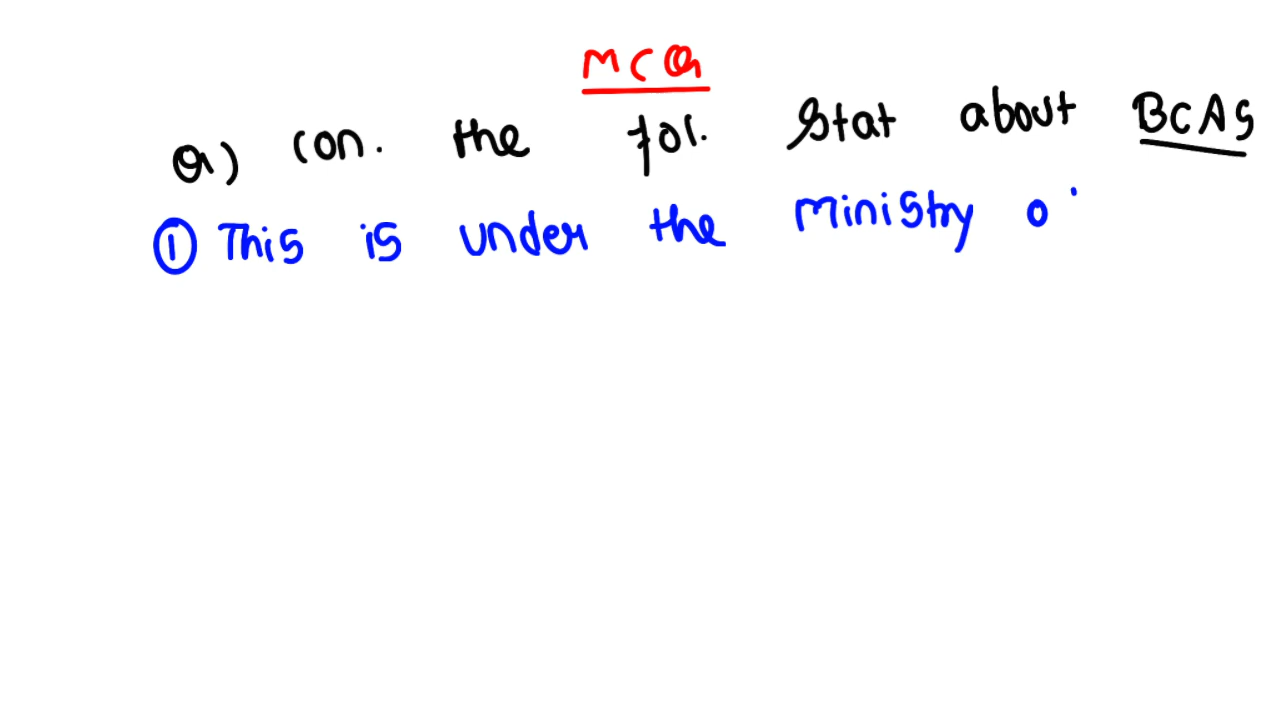 MCQ
Q) Con. the fol. Stat about BCAS
① This is under the Ministry o